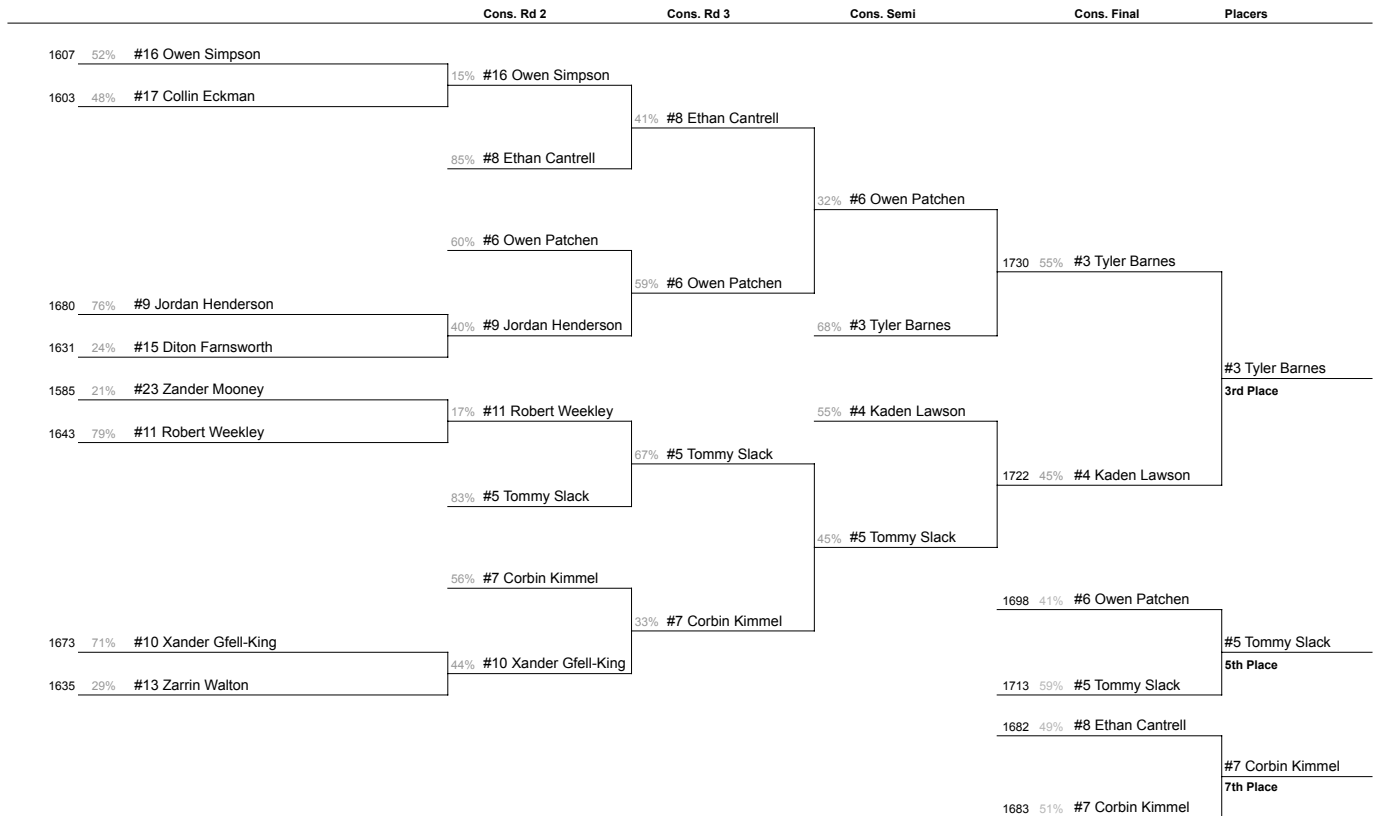 Cons. Rd 2 Cons. Rd 3 Cons. Semi Cons. Final Placers
1607 52% #16 Owen Simpson
15% #16 Owen Simpson
1603 48% #17 Collin Eckman
41% #8 Ethan Cantrell
85% #8 Ethan Cantrell
32% #6 Owen Patchen
60% #6 Owen Patchen
1730 55% #3 Tyler Barnes
59% #6 Owen Patchen
1680 76% #9 Jordan Henderson
40% #9 Jordan Henderson 68% #3 Tyler Barnes
1631 24% #15 Diton Farnsworth
#3 Tyler Barnes
1585 21% #23 Zander Mooney
3rd Place
17% #11 Robert Weekley 55% #4 Kaden Lawson
1643 79% #11 Robert Weekley
67% #5 Tommy Slack
1722 45% #4 Kaden Lawson
83% #5 Tommy Slack
45% #5 Tommy Slack
56% #7 Corbin Kimmel
1698 41% #6 Owen Patchen
33% #7 Corbin Kimmel
1673 71% #10 Xander Gfell-King #5 Tommy Slack
44% #10 Xander Gfell-King 5th Place
1635 29% #13 Zarrin Walton 1713 59% #5 Tommy Slack
1682 49% #8 Ethan Cantrell
#7 Corbin Kimmel
7th Place
1683 51% #7 Corbin Kimmel